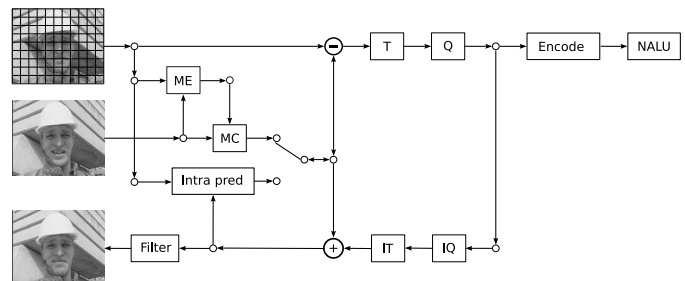 T
Q
Encode
NALU
ME
MC
Intra pred
Filter
+
IT
IQ